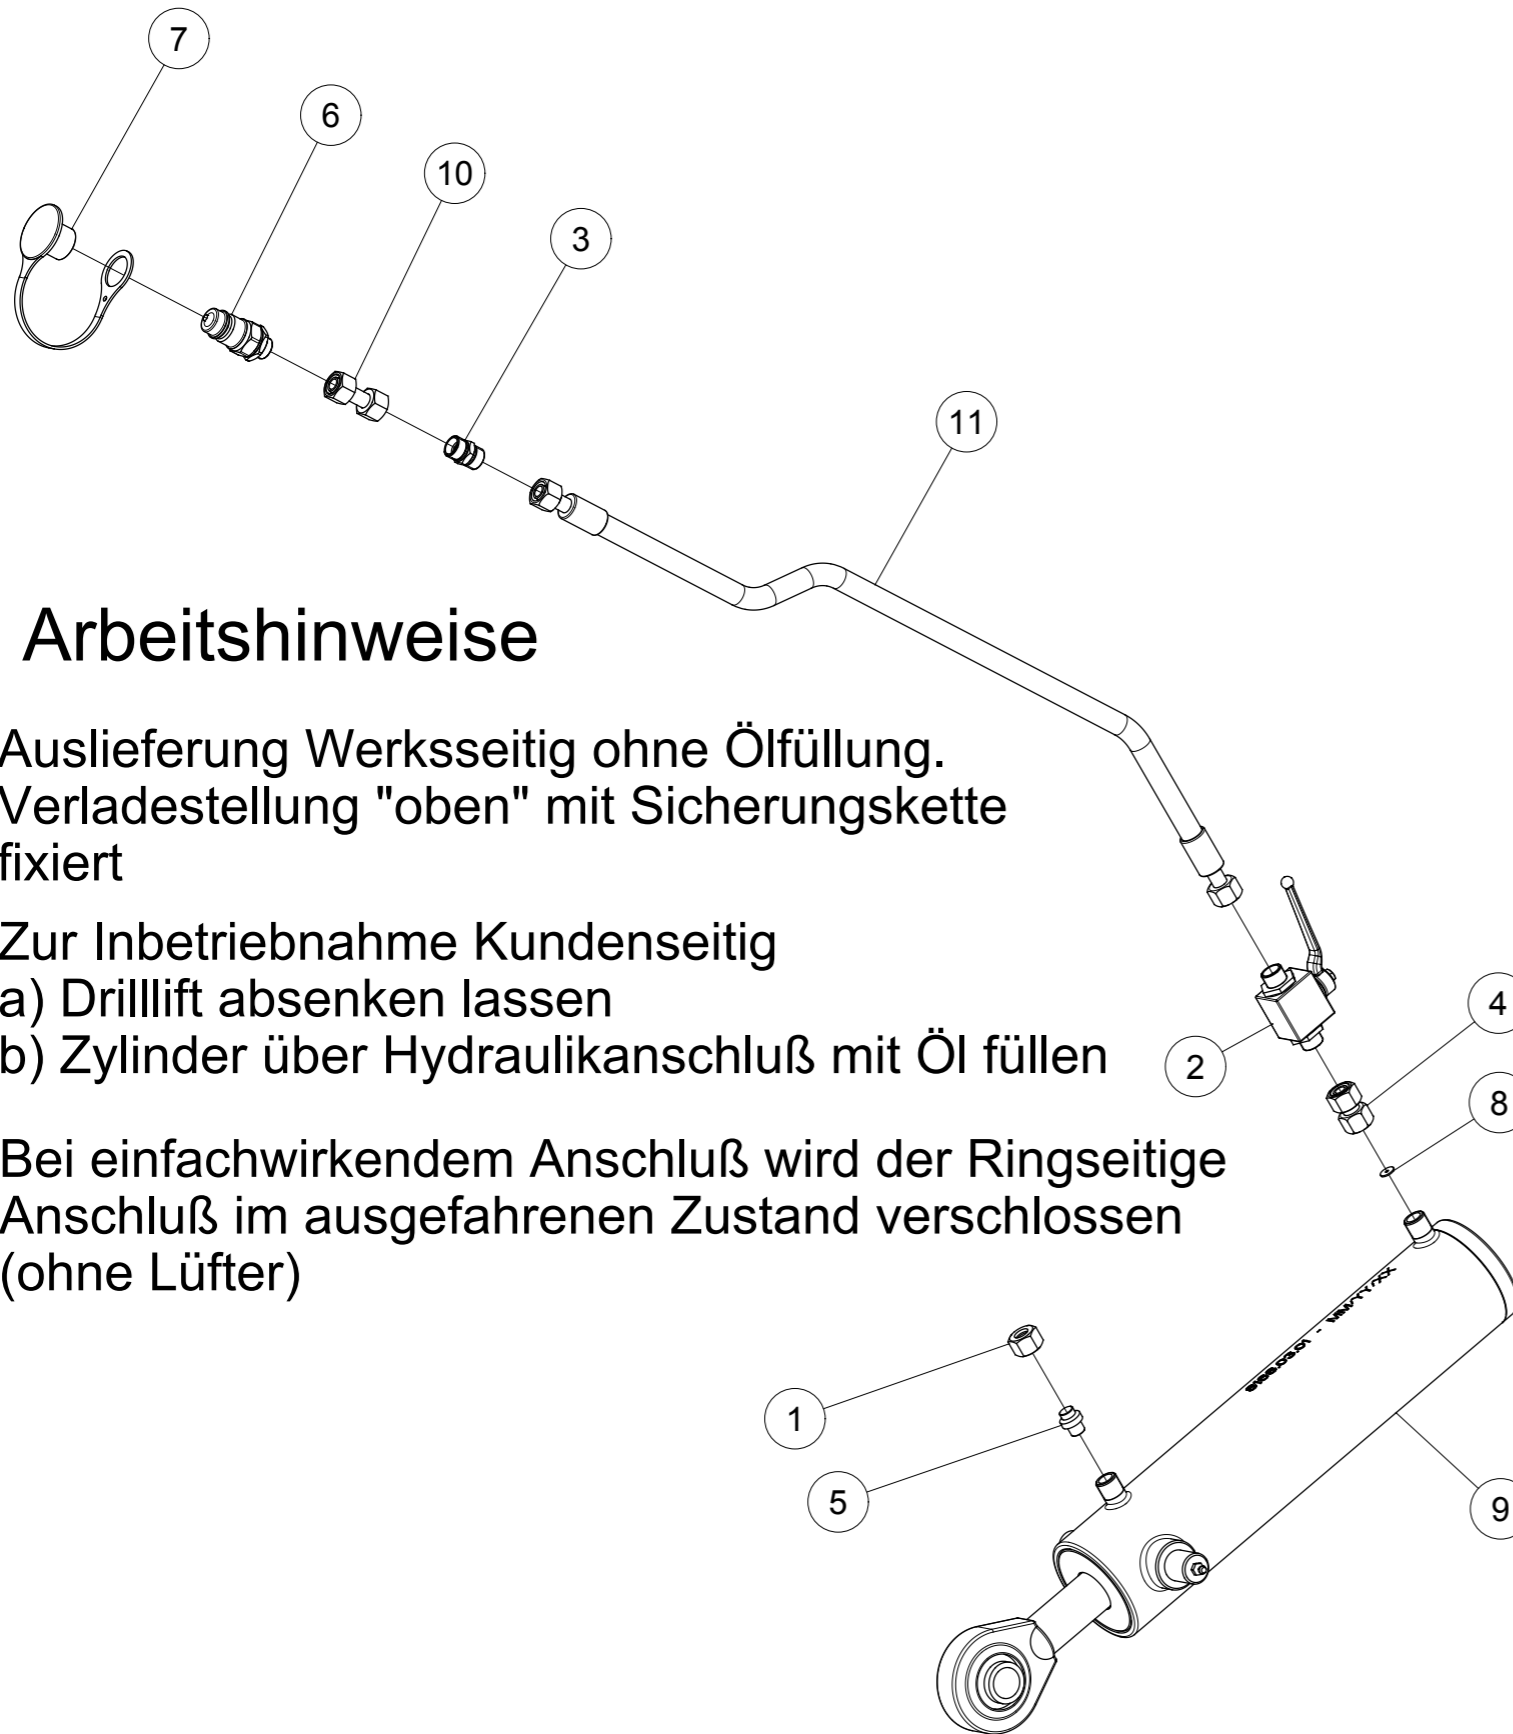 7
6
10
3
11
Arbeitshinweise
Auslieferung Werksseitig ohne Ölfüllung.
Verladestellung "oben" mit Sicherungskette
fixiert
Zur Inbetriebnahme Kundenseitig
a) Drilllift absenken lassen
b) Zylinder über Hydraulikanschluß mit Öl füllen
4
2
8
Bei einfachwirkendem Anschluß wird der Ringseitige
Anschluß im ausgefahrenen Zustand verschlossen
(ohne Lüfter)
1
5
9